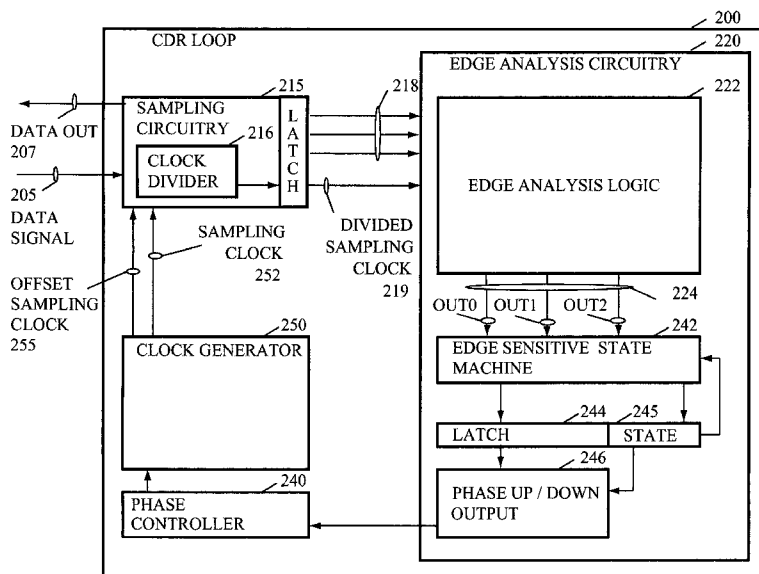 200
CDR LOOP
220
EDGE ANALYSIS CIRCUITRY
215
SAMPLING
CIRCUITRY
216
CLOCK
DIVIDER
L
A
T
C
H
218
222
EDGE ANALYSIS LOGIC
DATA OUT
207
205
DATA
SIGNAL
DIVIDED
SAMPLING
CLOCK
219
SAMPLING
CLOCK
252
OFFSET
SAMPLING
CLOCK
255
224
OUT0
OUT1
OUT2
250
CLOCK GENERATOR
242
EDGE SENSITIVE STATE
MACHINE
244
245
LATCH
STATE
240
PHASE
CONTROLLER
246
PHASE UP / DOWN
OUTPUT